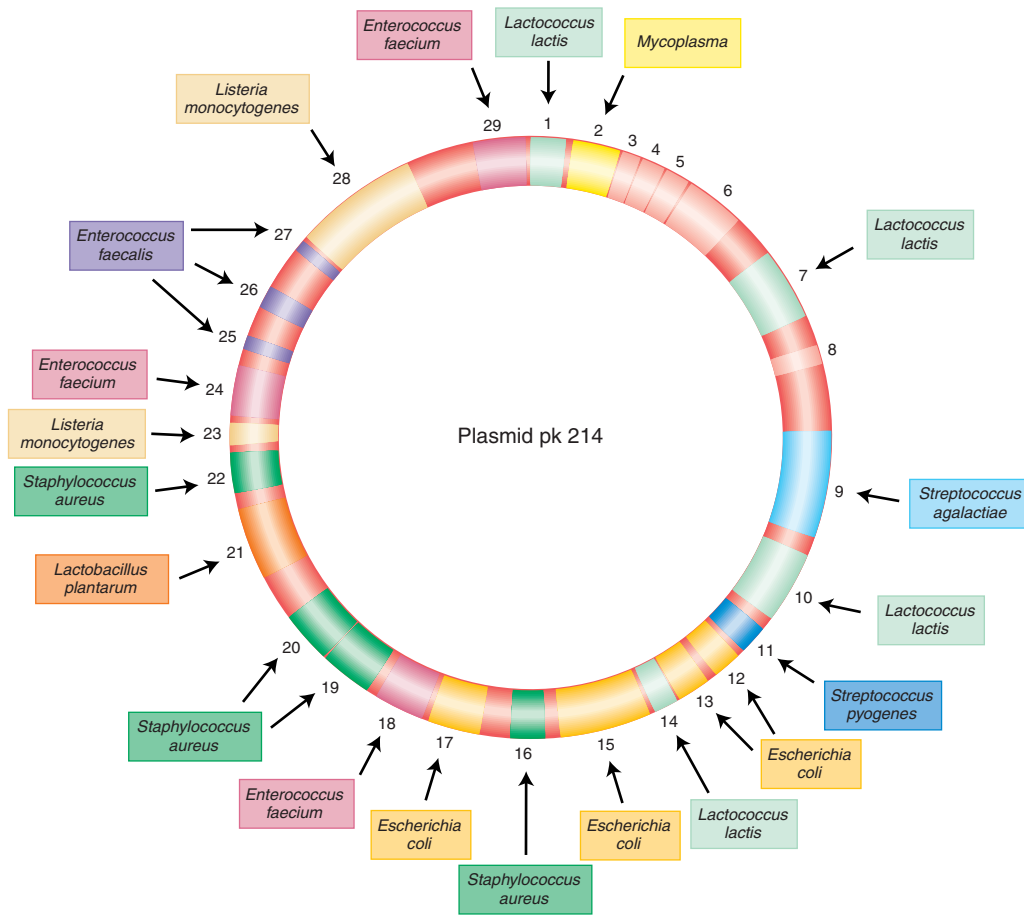 Enterococcus
faecium
Lactococcus
lactis
Mycoplasma
Listeria
monocytogenes
29
1
2
3
4
5
6
28
Lactococcus
lactis
7
Enterococcus
faecalis
27
26
25
8
Enterococcus
faecium
24
Listeria
monocytogenes
23
Plasmid pk 214
Staphylococcus
aureus
22
9
Streptococcus
agalactiae
Lactobacillus
plantarum
21
10
Lactococcus
lactis
20
19
11
Streptococcus
pyogenes
12
13
Staphylococcus
aureus
18
17
16
15
14
Escherichia
coli
Enterococcus
faecium
Escherichia
coli
Escherichia
coli
Lactococcus
lactis
Staphylococcus
aureus